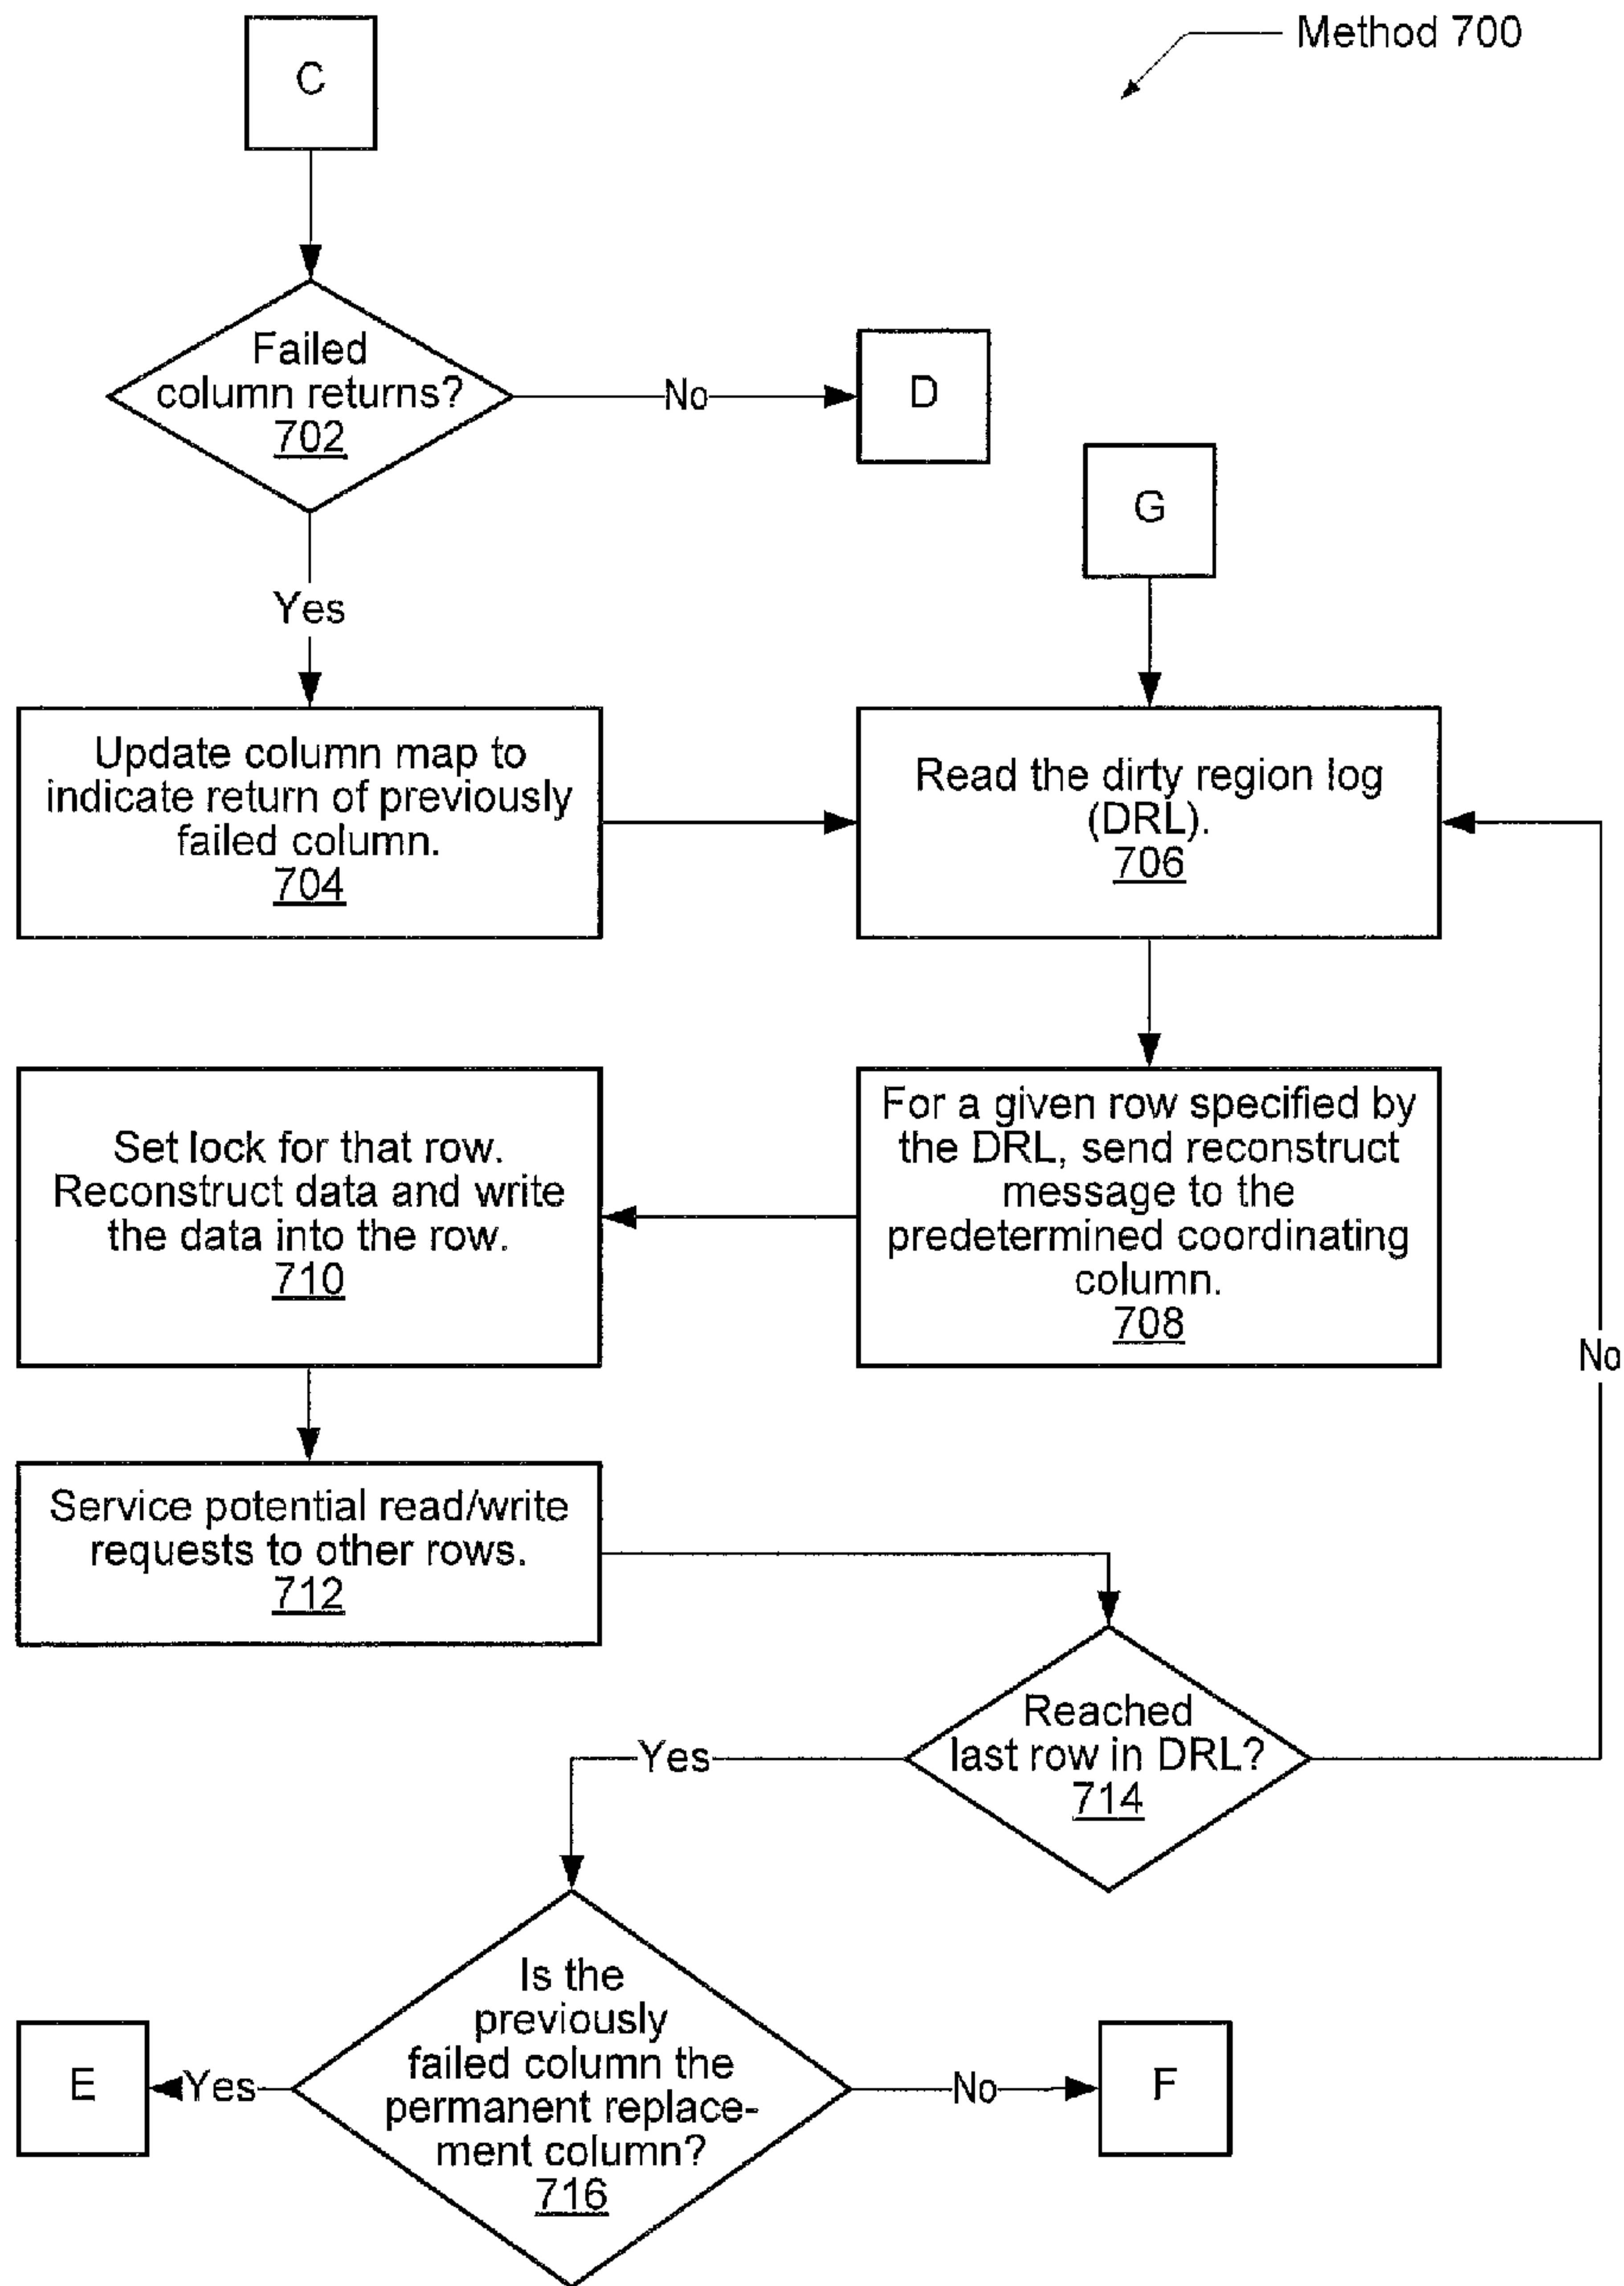 Method 700
C
Failed
column returns?
702
No
D
G
Yes
Update column map to
indicate return of previously
failed column.
704
Read the dirty region log
(DRL).
706
Set lock for that row.
Reconstruct data and write
the data into the row.
710
For a given row specified by
the DRL, send reconstruct
message to the
predetermined coordinating
column.
708
No
Service potential read/write
requests to other rows.
712
Reached
last row in DRL?
714
Yes
Is the
previously
failed column the
permanent replace-
ment column?
716
Yes
E
No
F